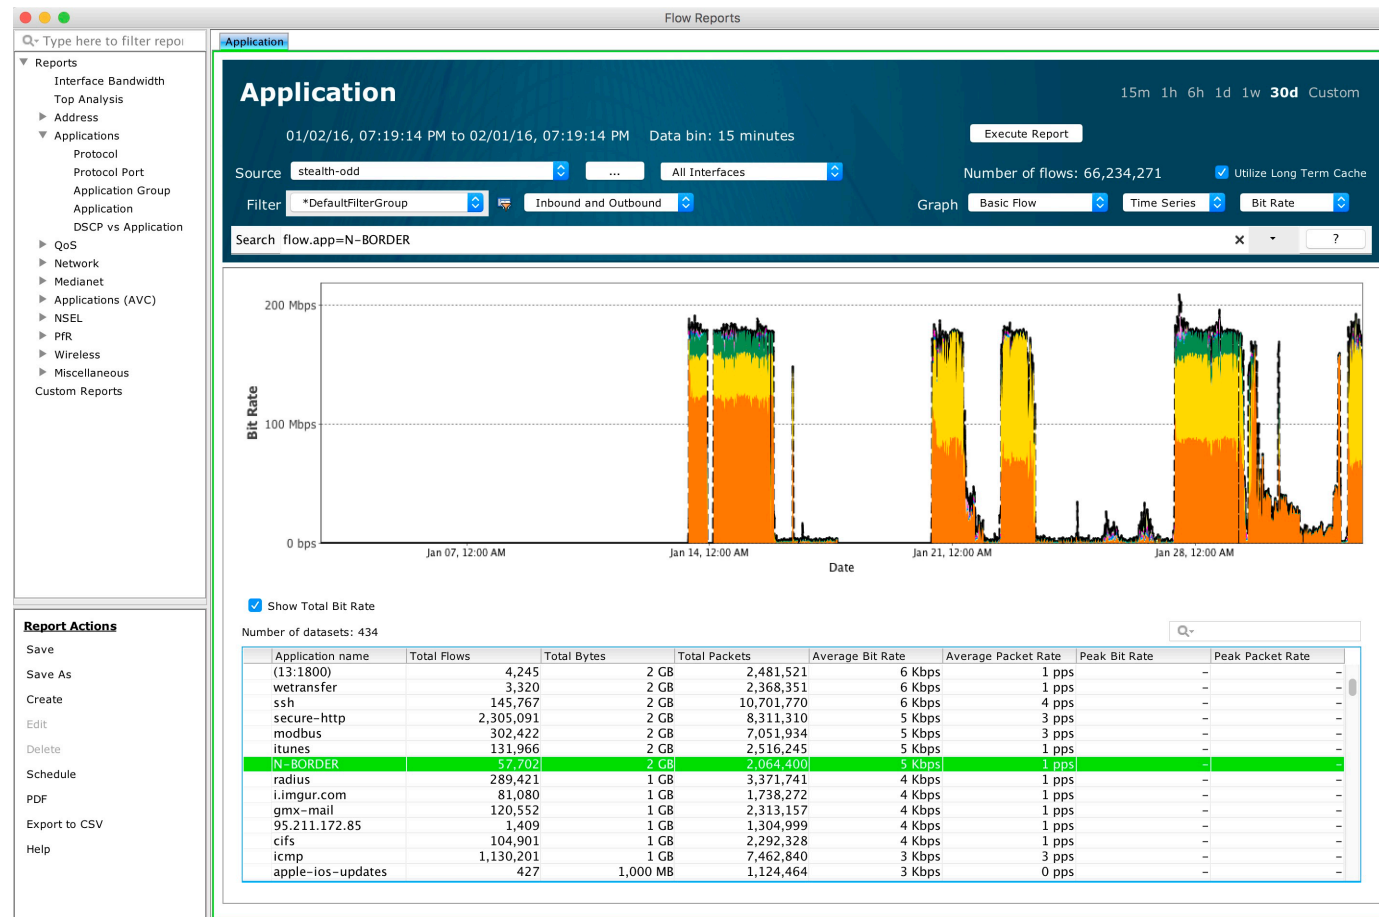 Flow Reports
Type here to filter repo
Application
Reports
Interface Bandwidth
Top Analysis
Address
Applications
Protocol
Protocol Port
Application Group
Application
DSCP vs Application
QoS
Network
Medianet
Applications (AVC)
NSEL
PfR
Wireless
Miscellaneous
Custom Reports
Report Actions
Save
Save As
Create
Edit
Delete
Schedule
PDF
Export to CSV
Help
Application
15m 1h 6h 1d 1w 30d Custom
01/02/16, 07:19:14 PM to 02/01/16, 07:19:14 PM Data bin: 15 minutes
Execute Report
Source stealth-odd ... All Interfaces
Number of flows: 66,234,271 Utilize Long Term Cache
Filter *DefaultFilterGroup Inbound and Outbound
Graph Basic Flow Time Series Bit Rate
Search flow.app=N-BORDER ?
200 Mbps
100 Mbps
0 bps
Bit Rate
Jan 07, 12:00 AM Jan 14, 12:00 AM Jan 21, 12:00 AM Jan 28, 12:00 AM
Date
Show Total Bit Rate
Number of datasets: 434
Application name Total Flows Total Bytes Total Packets Average Bit Rate Average Packet Rate Peak Bit Rate Peak Packet Rate
(13:1800) 4,245 2 GB 2,481,521 6 Kbps 1 pps – –
wetransfer 3,320 2 GB 2,368,351 6 Kbps 1 pps – –
ssh 145,767 2 GB 10,701,770 6 Kbps 4 pps – –
secure-http 2,305,091 2 GB 8,311,310 5 Kbps 3 pps – –
modbus 302,422 2 GB 7,051,934 5 Kbps 3 pps – –
itunes 131,966 2 GB 2,516,245 5 Kbps 1 pps – –
N-BORDER 57,702 2 GB 2,064,400 5 Kbps 1 pps – –
radius 289,421 1 GB 3,371,741 4 Kbps 1 pps – –
i.imgur.com 81,080 1 GB 1,738,272 4 Kbps 1 pps – –
gmx-mail 120,552 1 GB 2,313,157 4 Kbps 1 pps – –
95.211.172.85 1,409 1 GB 1,304,999 4 Kbps 1 pps – –
cifs 104,901 1 GB 2,292,328 4 Kbps 1 pps – –
icmp 1,130,201 1 GB 7,462,840 3 Kbps 3 pps – –
apple-ios-updates 427 1,000 MB 1,124,464 3 Kbps 0 pps – –